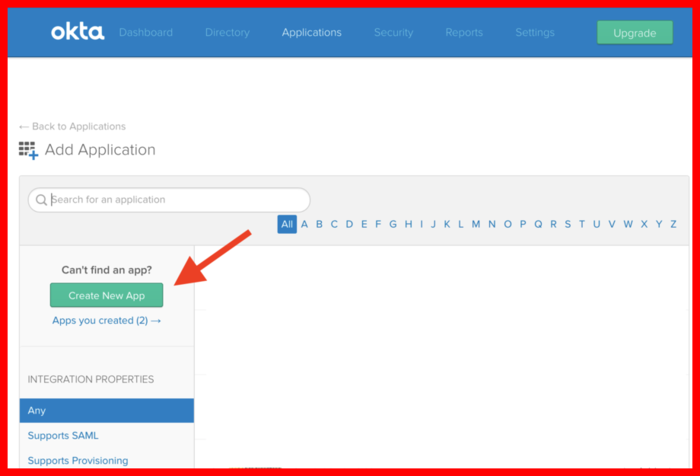 okta Dashboard Directory Applications Security Reports Settings Upgrade
← Back to Applications
Add Application
Search for an application
All A B C D E F G H I J K L M N O P Q R S T U V W X Y Z
Can't find an app?
Create New App
Apps you created (2) →
INTEGRATION PROPERTIES
Any
Supports SAML
Supports Provisioning